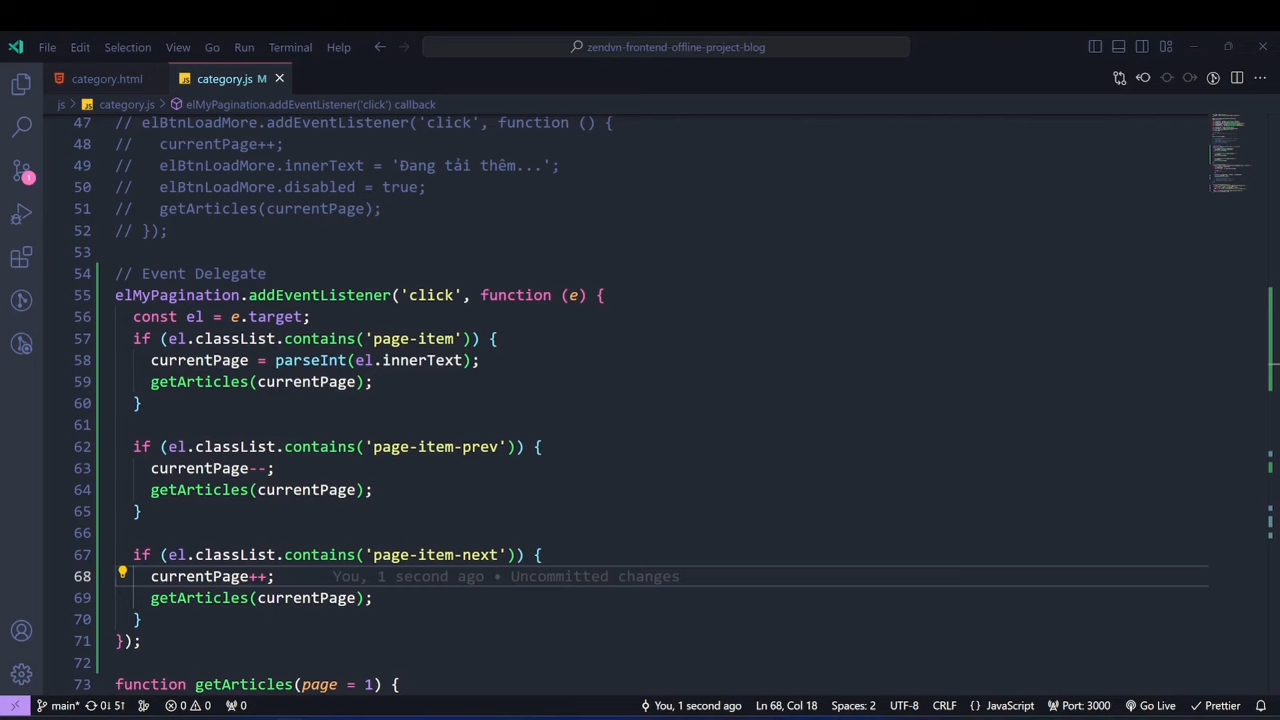 File Edit Selection View Go Run Terminal Help zendvn-frontend-offline-project-blog
category.html JS category.js M
js > JS category.js > elMyPagination.addEventListener('click') callback
47 // elBtnLoadMore.addEventListener('click', function () {
48 //   currentPage++;
49 //   elBtnLoadMore.innerText = 'Đang tải thêm...';
50 //   elBtnLoadMore.disabled = true;
51 //   getArticles(currentPage);
52 // });
53
54 // Event Delegate
55 elMyPagination.addEventListener('click', function (e) {
56   const el = e.target;
57   if (el.classList.contains('page-item')) {
58     currentPage = parseInt(el.innerText);
59     getArticles(currentPage);
60   }
61
62   if (el.classList.contains('page-item-prev')) {
63     currentPage--;
64     getArticles(currentPage);
65   }
66
67   if (el.classList.contains('page-item-next')) {
68     currentPage++; You, 1 second ago • Uncommitted changes
69     getArticles(currentPage);
70   }
71 });
72
73 function getArticles(page = 1) {
1
main* 0↓ 5↑ 0 0 0 You, 1 second ago Ln 68, Col 18 Spaces: 2 UTF-8 CRLF {} JavaScript Port: 3000 Go Live Prettier